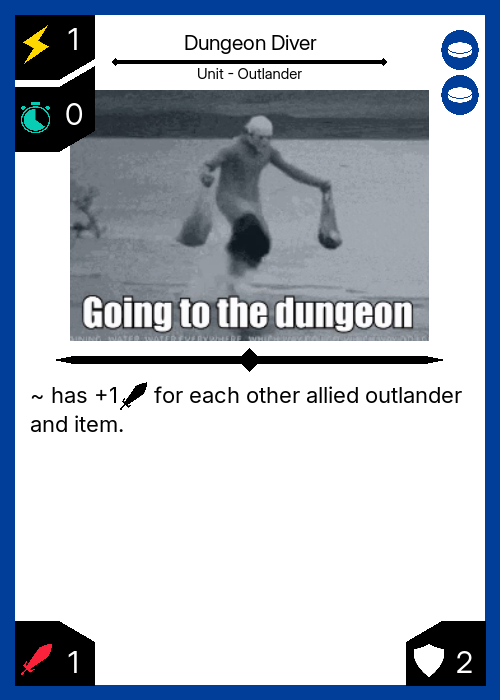 1
Dungeon Diver
Unit - Outlander
0
Going to the dungeon
~ has +1 for each other allied outlander
and item.
1
2